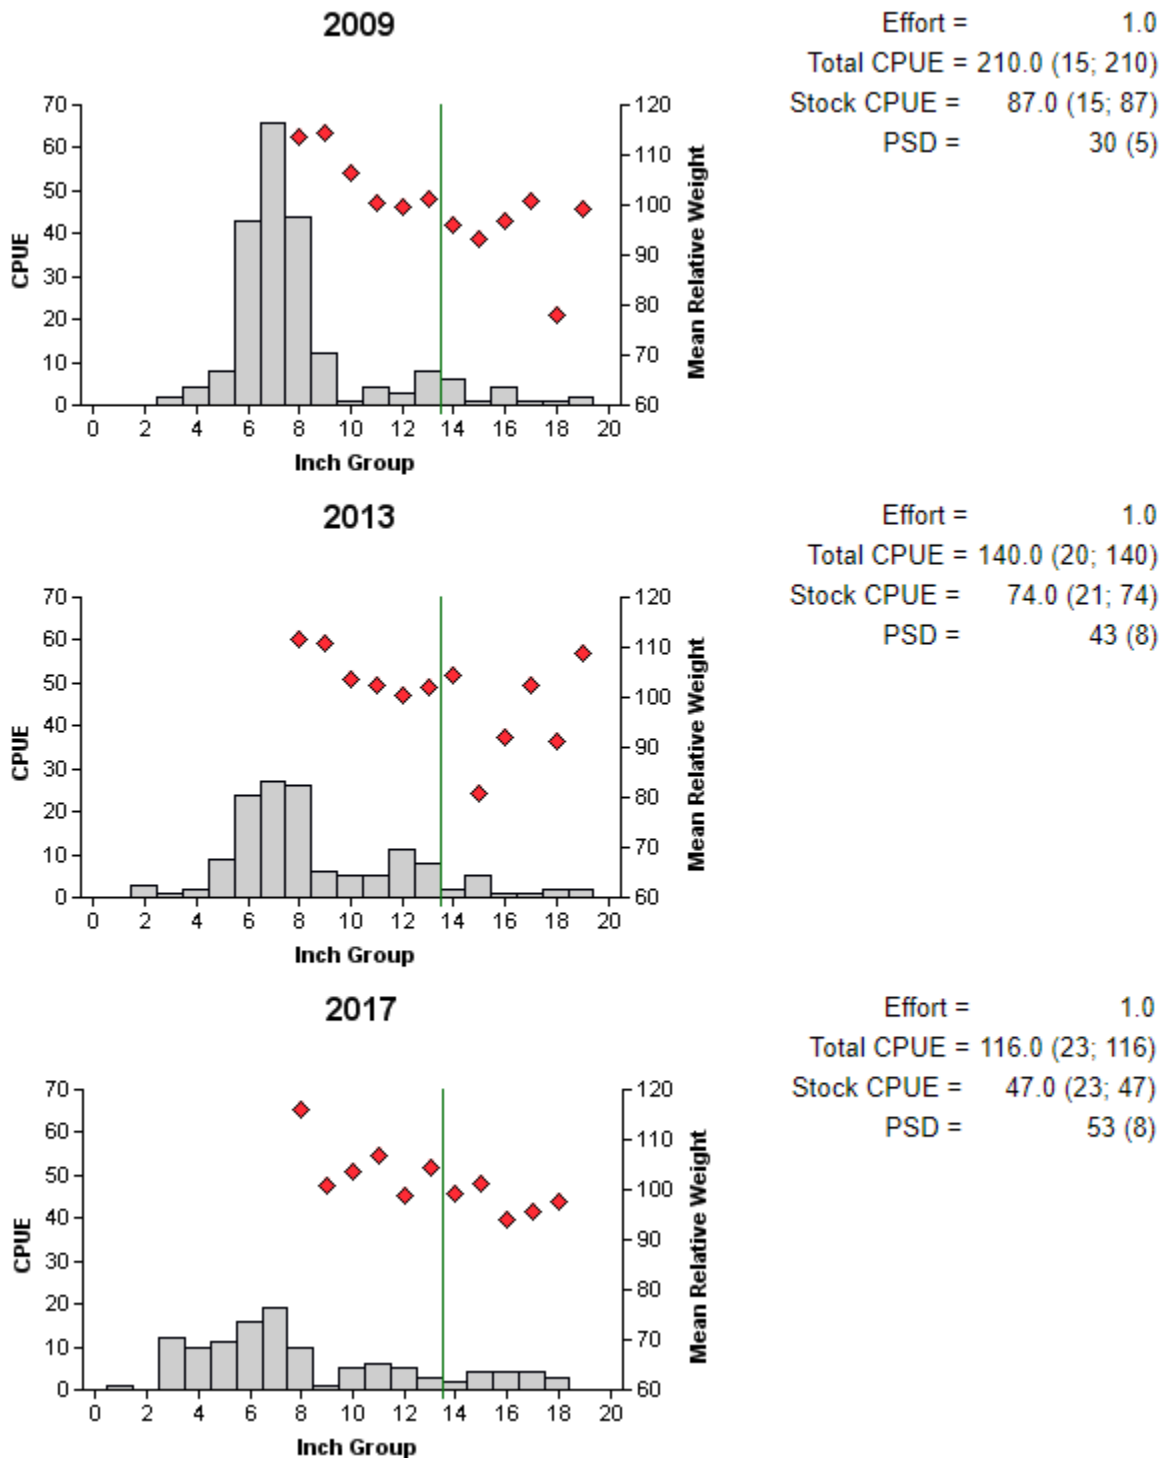 2009
Effort = 1.0
Total CPUE = 210.0 (15; 210)
Stock CPUE = 87.0 (15; 87)
PSD = 30 (5)
70
60
50
40
30
20
10
0
CPUE
120
110
100
90
80
70
60
Mean Relative Weight
0 2 4 6 8 10 12 14 16 18 20
Inch Group
2013
Effort = 1.0
Total CPUE = 140.0 (20; 140)
Stock CPUE = 74.0 (21; 74)
PSD = 43 (8)
70
60
50
40
30
20
10
0
CPUE
120
110
100
90
80
70
60
Mean Relative Weight
0 2 4 6 8 10 12 14 16 18 20
Inch Group
2017
Effort = 1.0
Total CPUE = 116.0 (23; 116)
Stock CPUE = 47.0 (23; 47)
PSD = 53 (8)
70
60
50
40
30
20
10
0
CPUE
120
110
100
90
80
70
60
Mean Relative Weight
0 2 4 6 8 10 12 14 16 18 20
Inch Group